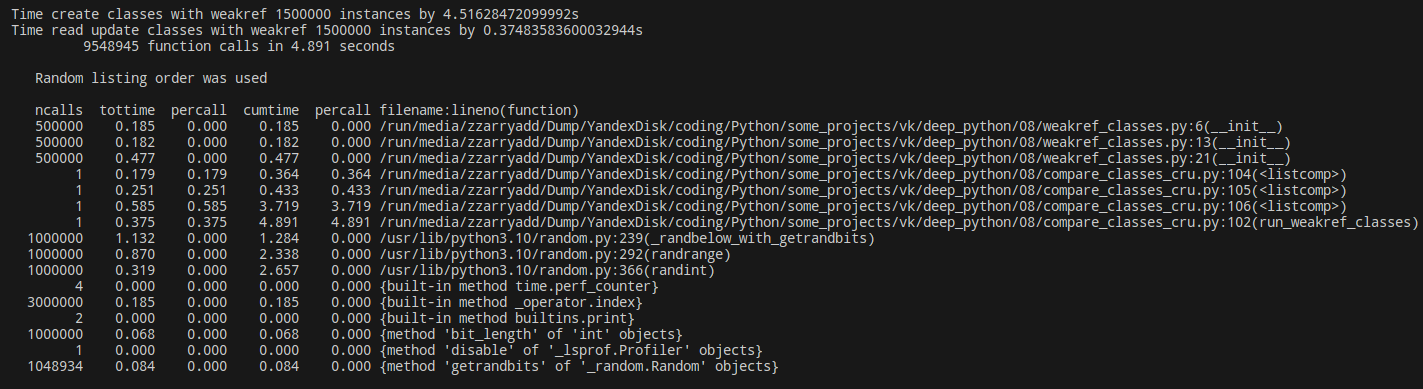 Time create classes with weakref 1500000 instances by 4.51628472099992s
Time read update classes with weakref 1500000 instances by 0.37483583600032944s
9548945 function calls in 4.891 seconds
Random listing order was used
ncalls tottime percall cumtime percall filename:lineno(function)
500000 0.185 0.000 0.185 0.000 /run/media/zzarryadd/Dump/YandexDisk/coding/Python/some_projects/vk/deep_python/08/weakref_classes.py:6(__init__)
500000 0.182 0.000 0.182 0.000 /run/media/zzarryadd/Dump/YandexDisk/coding/Python/some_projects/vk/deep_python/08/weakref_classes.py:13(__init__)
500000 0.477 0.000 0.477 0.000 /run/media/zzarryadd/Dump/YandexDisk/coding/Python/some_projects/vk/deep_python/08/weakref_classes.py:21(__init__)
1 0.179 0.179 0.364 0.364 /run/media/zzarryadd/Dump/YandexDisk/coding/Python/some_projects/vk/deep_python/08/compare_classes_cru.py:104(<listcomp>)
1 0.251 0.251 0.433 0.433 /run/media/zzarryadd/Dump/YandexDisk/coding/Python/some_projects/vk/deep_python/08/compare_classes_cru.py:105(<listcomp>)
1 0.585 0.585 3.719 3.719 /run/media/zzarryadd/Dump/YandexDisk/coding/Python/some_projects/vk/deep_python/08/compare_classes_cru.py:106(<listcomp>)
1 0.375 0.375 4.891 4.891 /run/media/zzarryadd/Dump/YandexDisk/coding/Python/some_projects/vk/deep_python/08/compare_classes_cru.py:102(run_weakref_classes)
1000000 1.132 0.000 1.284 0.000 /usr/lib/python3.10/random.py:239(_randbelow_with_getrandbits)
1000000 0.870 0.000 2.338 0.000 /usr/lib/python3.10/random.py:292(randrange)
1000000 0.319 0.000 2.657 0.000 /usr/lib/python3.10/random.py:366(randint)
4 0.000 0.000 0.000 0.000 {built-in method time.perf_counter}
3000000 0.185 0.000 0.185 0.000 {built-in method _operator.index}
2 0.000 0.000 0.000 0.000 {built-in method builtins.print}
1000000 0.068 0.000 0.068 0.000 {method 'bit_length' of 'int' objects}
1 0.000 0.000 0.000 0.000 {method 'disable' of '_lsprof.Profiler' objects}
1048934 0.084 0.000 0.084 0.000 {method 'getrandbits' of '_random.Random' objects}